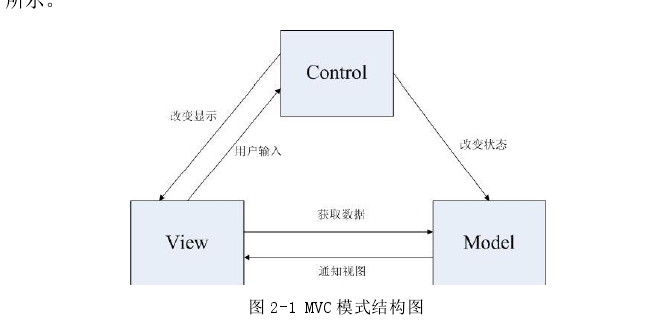 所示。
Control
改变显示
用户输入
改变状态
获取数据
View
Model
通知视图
图 2-1 MVC 模式结构图